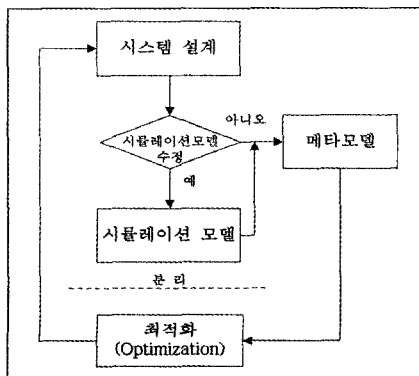 시스템 설계
아니오
시뮬레이션모델
수정
메타모델
예
시뮬레이션 모델
분 리
최적화
(Optimization)